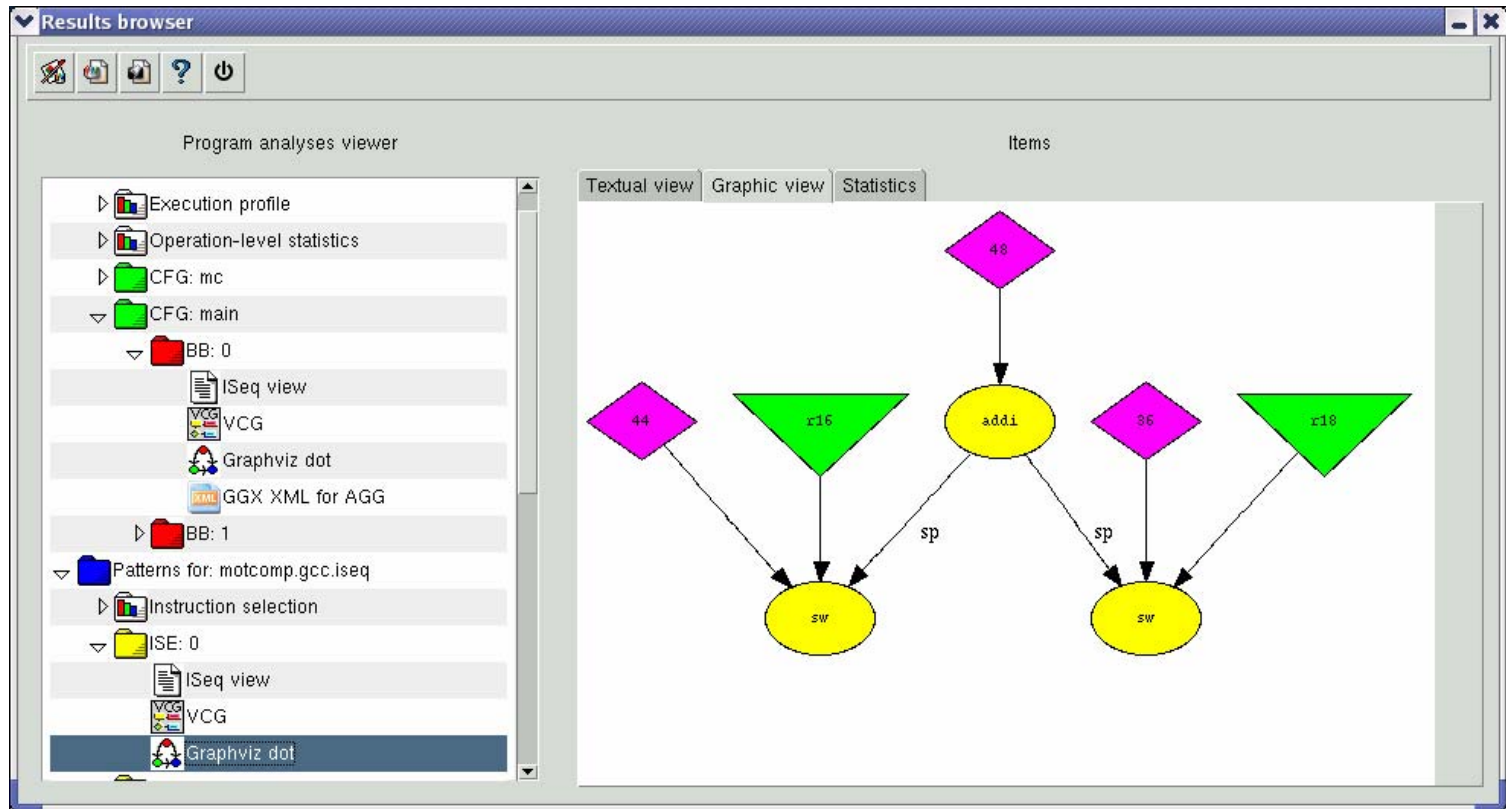 Results browser
Program analyses viewer
Items
Execution profile
Operation-level statistics
CFG: mc
CFG: main
BB: 0
ISeq view
VCG VCG
Graphviz dot
XML GGX XML for AGG
BB: 1
Patterns for: motcomp.gcc.iseq
Instruction selection
ISE: 0
ISeq view
VCG VCG
Graphviz dot
Textual view Graphic view Statistics
48
44 r16 addi 36 r18
sp sp
sw sw